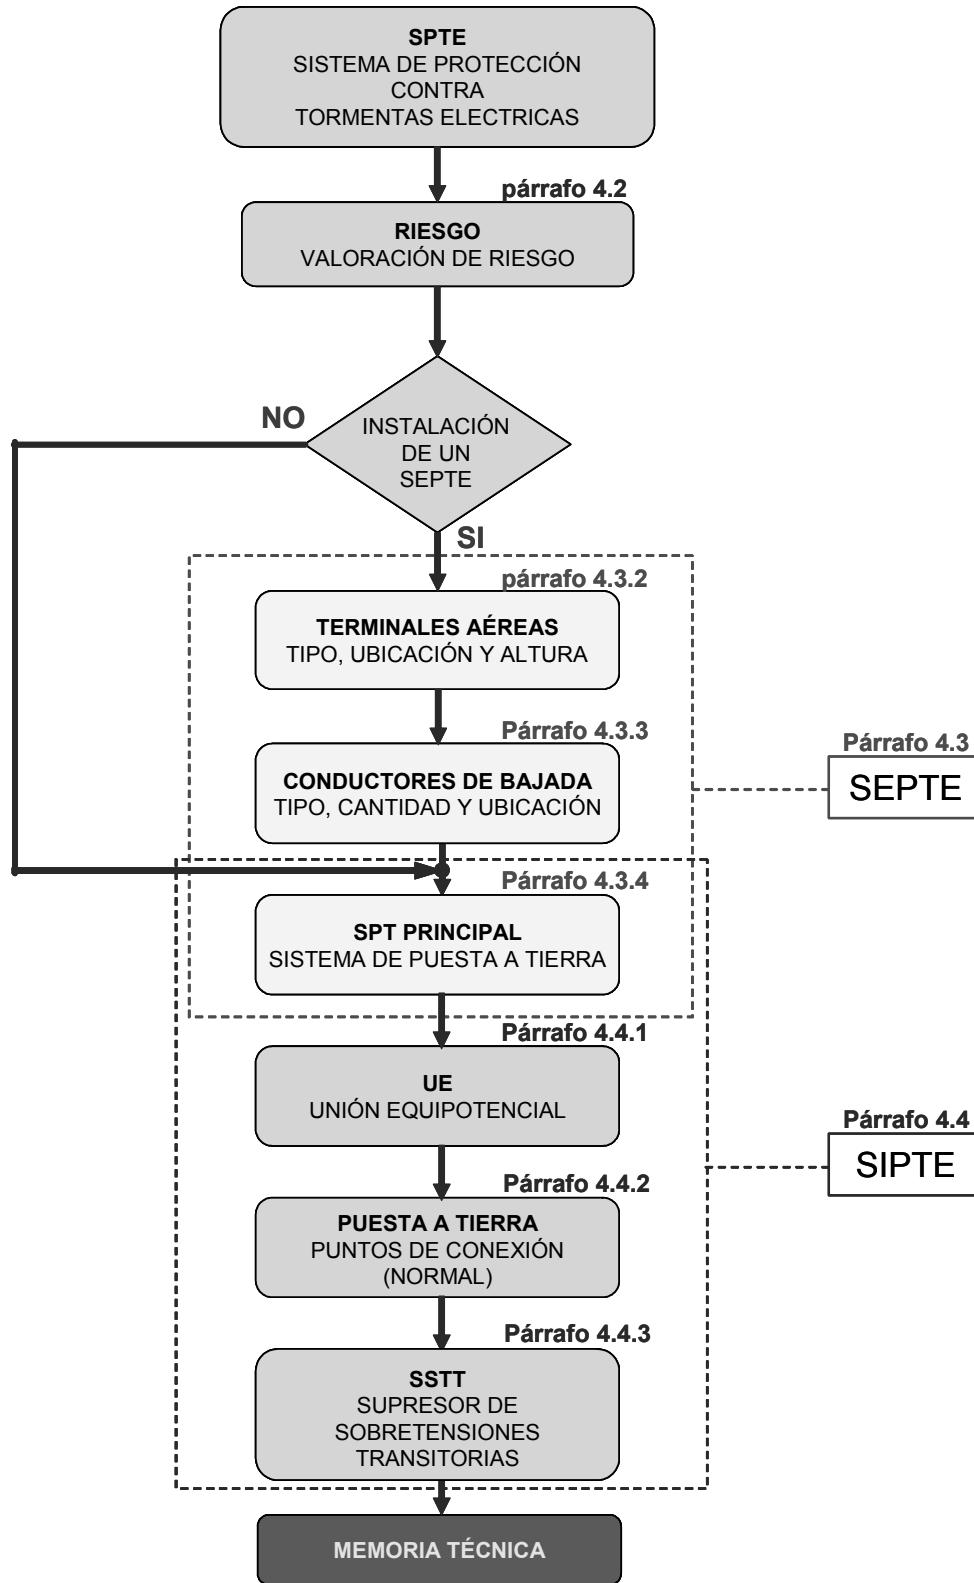 SPTE
SISTEMA DE PROTECCIÓN
CONTRA
TORMENTAS ELECTRICAS
párrafo 4.2
RIESGO
VALORACIÓN DE RIESGO
NO
INSTALACIÓN
DE UN
SEPTE
SI
párrafo 4.3.2
TERMINALES AÉREAS
TIPO, UBICACIÓN Y ALTURA
Párrafo 4.3.3
CONDUCTORES DE BAJADA
TIPO, CANTIDAD Y UBICACIÓN
Párrafo 4.3
SEPTE
Párrafo 4.3.4
SPT PRINCIPAL
SISTEMA DE PUESTA A TIERRA
Párrafo 4.4.1
UE
UNIÓN EQUIPOTENCIAL
Párrafo 4.4
SIPTE
Párrafo 4.4.2
PUESTA A TIERRA
PUNTOS DE CONEXIÓN
(NORMAL)
Párrafo 4.4.3
SSTT
SUPRESOR DE
SOBRETENSIONES
TRANSITORIAS
MEMORIA TÉCNICA